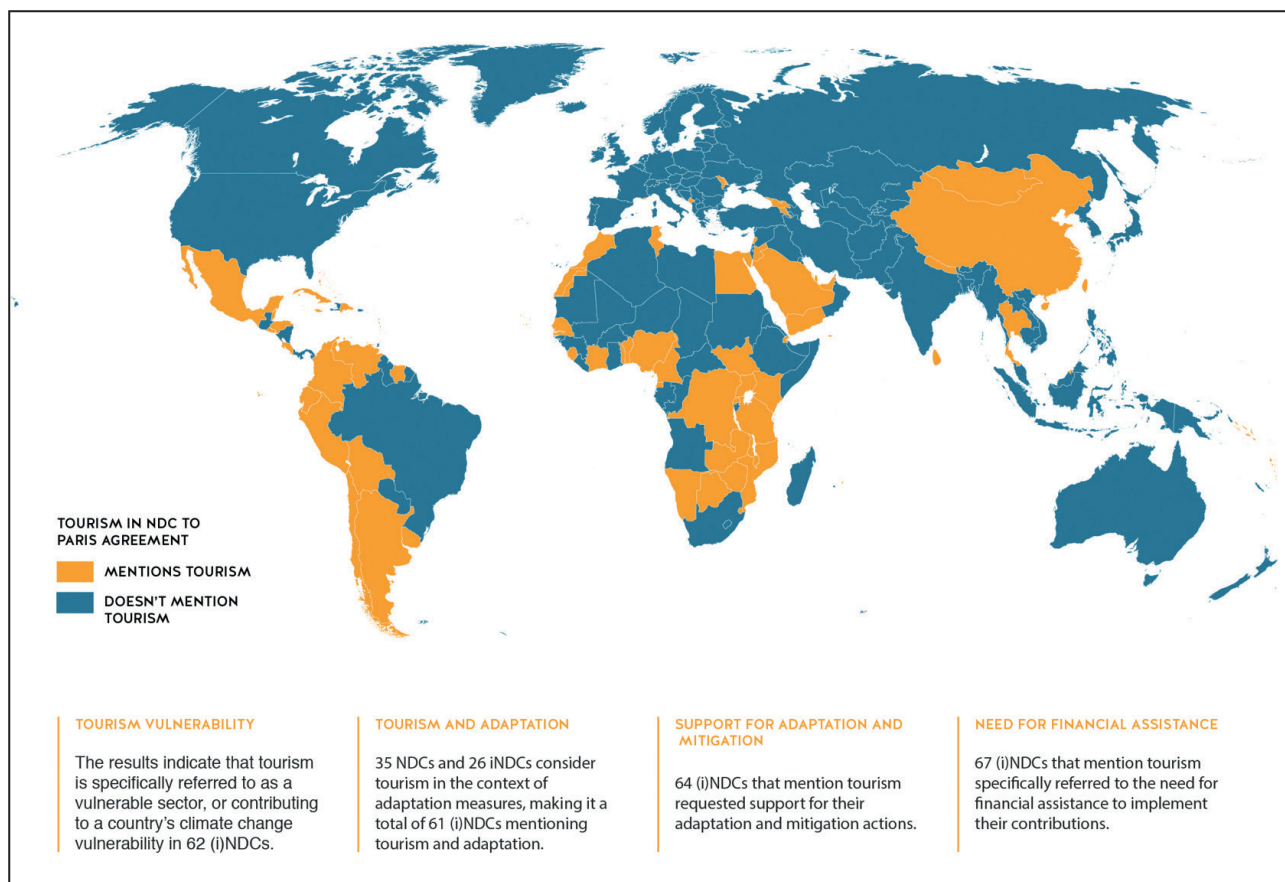 TOURISM IN NDC TO
PARIS AGREEMENT
MENTIONS TOURISM
DOESN'T MENTION
TOURISM
TOURISM VULNERABILITY
The results indicate that tourism
is specifically referred to as a
vulnerable sector, or contributing
to a country's climate change
vulnerability in 62 (i)NDCs.
TOURISM AND ADAPTATION
35 NDCs and 26 iNDCs consider
tourism in the context of
adaptation measures, making it a
total of 61 (i)NDCs mentioning
tourism and adaptation.
SUPPORT FOR ADAPTATION AND
MITIGATION
64 (i)NDCs that mention tourism
requested support for their
adaptation and mitigation actions.
NEED FOR FINANCIAL ASSISTANCE
67 (i)NDCs that mention tourism
specifically referred to the need for
financial assistance to implement
their contributions.